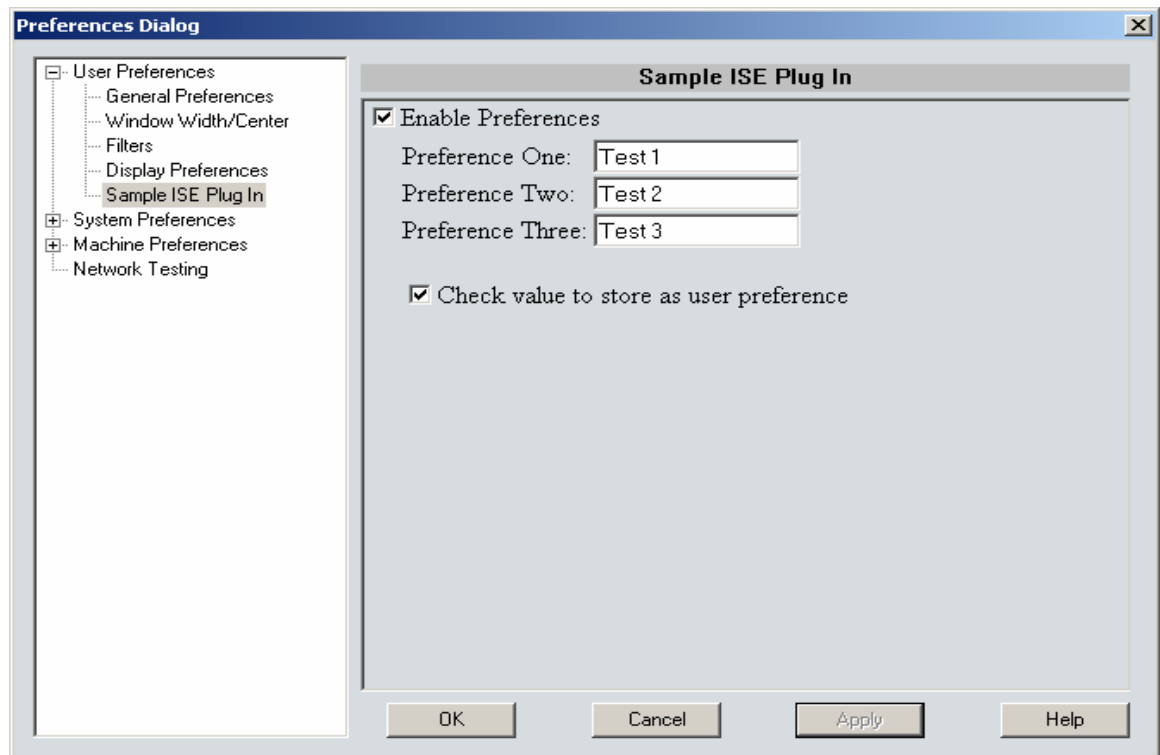 Preferences Dialog
User Preferences
General Preferences
Window Width/Center
Filters
Display Preferences
Sample ISE Plug In
System Preferences
Machine Preferences
Network Testing
Sample ISE Plug In
Enable Preferences
Preference One: Test 1
Preference Two: Test 2
Preference Three: Test 3
Check value to store as user preference
OK Cancel Apply Help